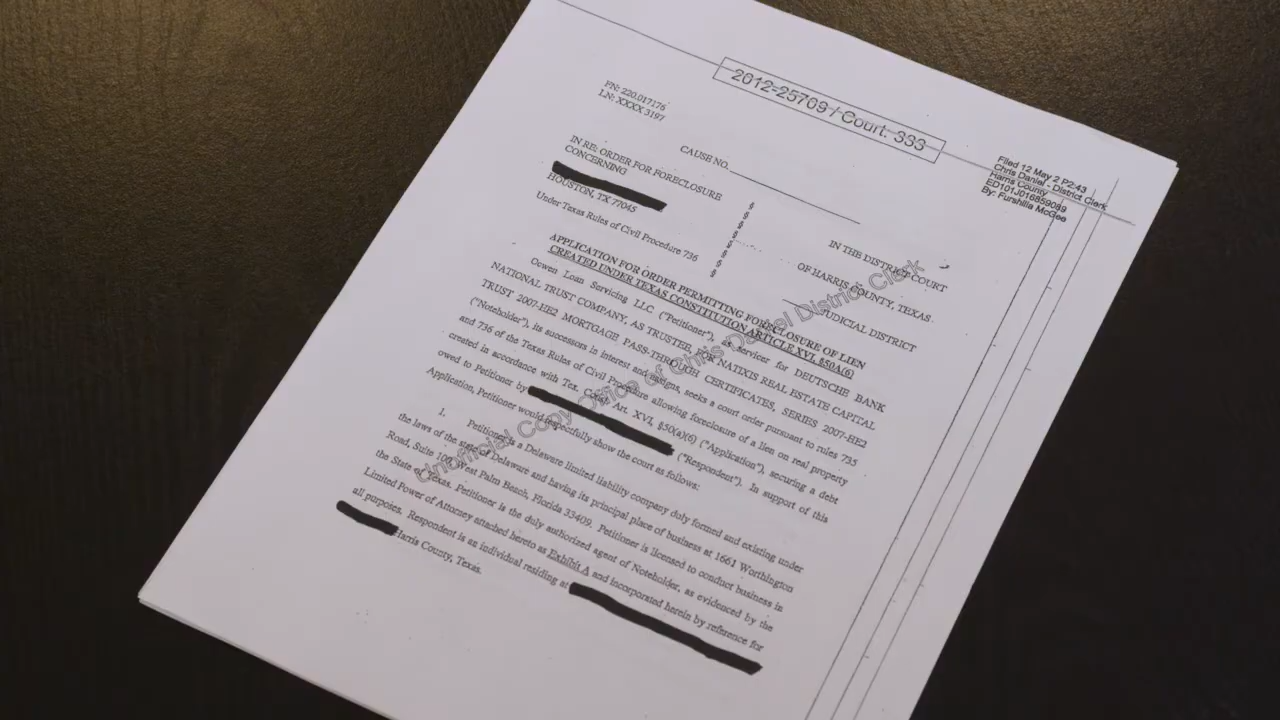 2012-25709 / Court: 333
Filed 12 May 2 P2:43
Chris Daniel - District Clerk
Harris County
ED101J016859099
By: Furshilla McGee
FN: 220.017176
LN: XXXX 3197
CAUSE NO.
IN RE: ORDER FOR FORECLOSURE
CONCERNING
HOUSTON, TX 77045
Under Texas Rules of Civil Procedure 736
§
§
§
§
§
§
IN THE DISTRICT COURT
OF HARRIS COUNTY, TEXAS
JUDICIAL DISTRICT
APPLICATION FOR ORDER PERMITTING FORECLOSURE OF LIEN
CREATED UNDER TEXAS CONSTITUTION ARTICLE XVI, §50A(6)
Ocwen Loan Servicing LLC ("Petitioner"), as servicer for DEUTSCHE BANK
NATIONAL TRUST COMPANY, AS TRUSTEE, FOR NATIXIS REAL ESTATE CAPITAL
TRUST 2007-HE2 MORTGAGE PASS-THROUGH CERTIFICATES, SERIES 2007-HE2
("Noteholder"), its successors in interest and assigns, seeks a court order pursuant to rules 735
and 736 of the Texas Rules of Civil Procedure allowing foreclosure of a lien on real property
created in accordance with Tex. Art. XVI, §50(a)(6) ("Application"), securing a debt
owed to Petitioner by ("Respondent"). In support of this
Application, Petitioner would respectfully show the court as follows:
1. Petitioner is a Delaware limited liability company duly formed and existing under
the laws of the state of Delaware and having its principal place of business at 1661 Worthington
Road, Suite 100, West Palm Beach, Florida 33409. Petitioner is licensed to conduct business in
the State of Texas. Petitioner is the duly authorized agent of Noteholder, as evidenced by the
Limited Power of Attorney attached hereto as Exhibit A and incorporated herein by reference for
all purposes. Respondent is an individual residing at
Harris County, Texas.
Unofficial Copy Office of Chris Daniel District Clerk